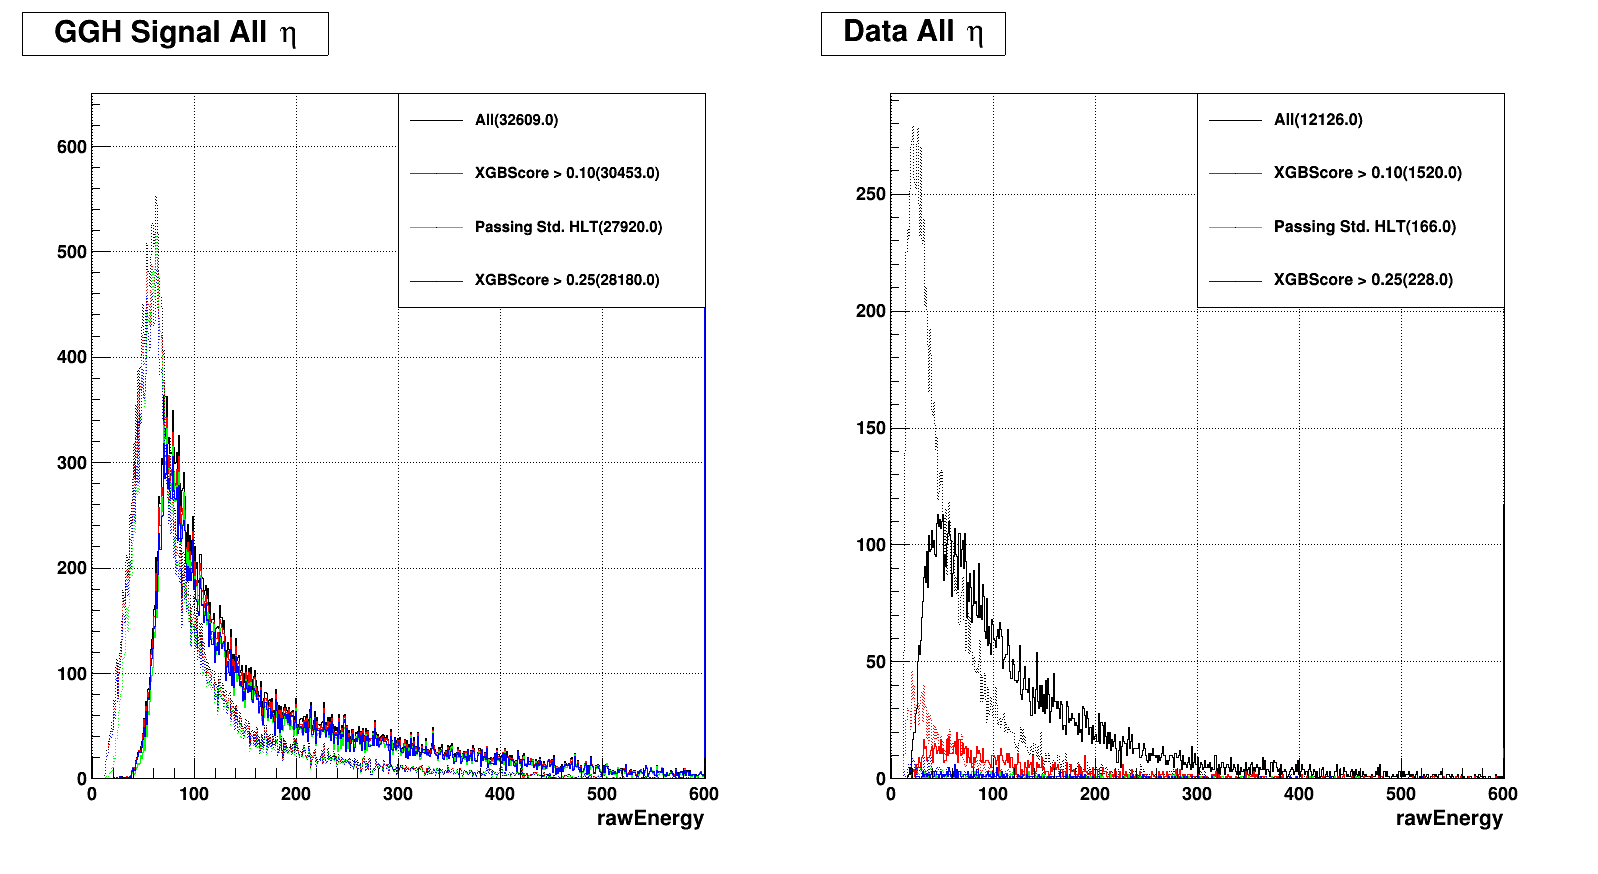 GGH Signal All η
All(32609.0)
XGBScore > 0.10(30453.0)
Passing Std. HLT(27920.0)
XGBScore > 0.25(28180.0)
600
500
400
300
200
100
0
0 100 200 300 400 500 600
rawEnergy
Data All η
All(12126.0)
XGBScore > 0.10(1520.0)
Passing Std. HLT(166.0)
XGBScore > 0.25(228.0)
250
200
150
100
50
0
0 100 200 300 400 500 600
rawEnergy